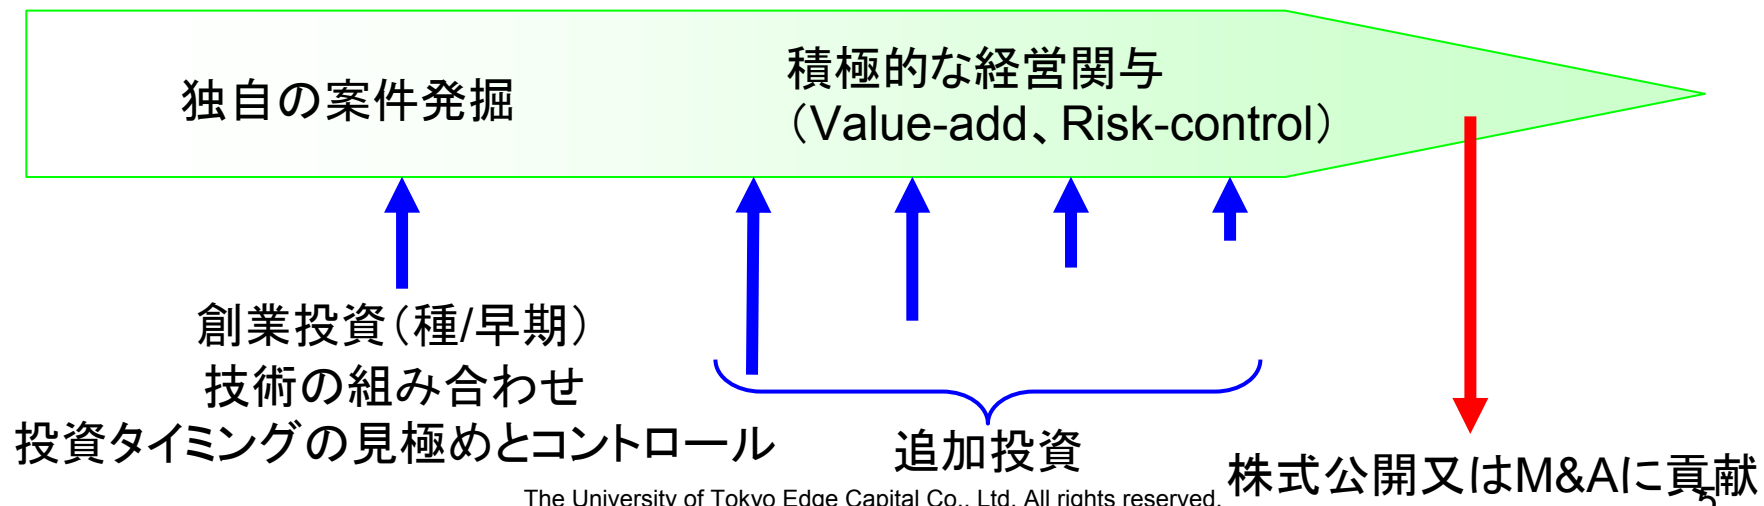 独自の案件発掘
積極的な経営関与
（Value-add、Risk-control）
創業投資（種/早期）
技術の組み合わせ
投資タイミングの見極めとコントロール
追加投資
株式公開又はM&Aに貢献
The University of Tokyo Edge Capital Co., Ltd. All rights reserved.
5